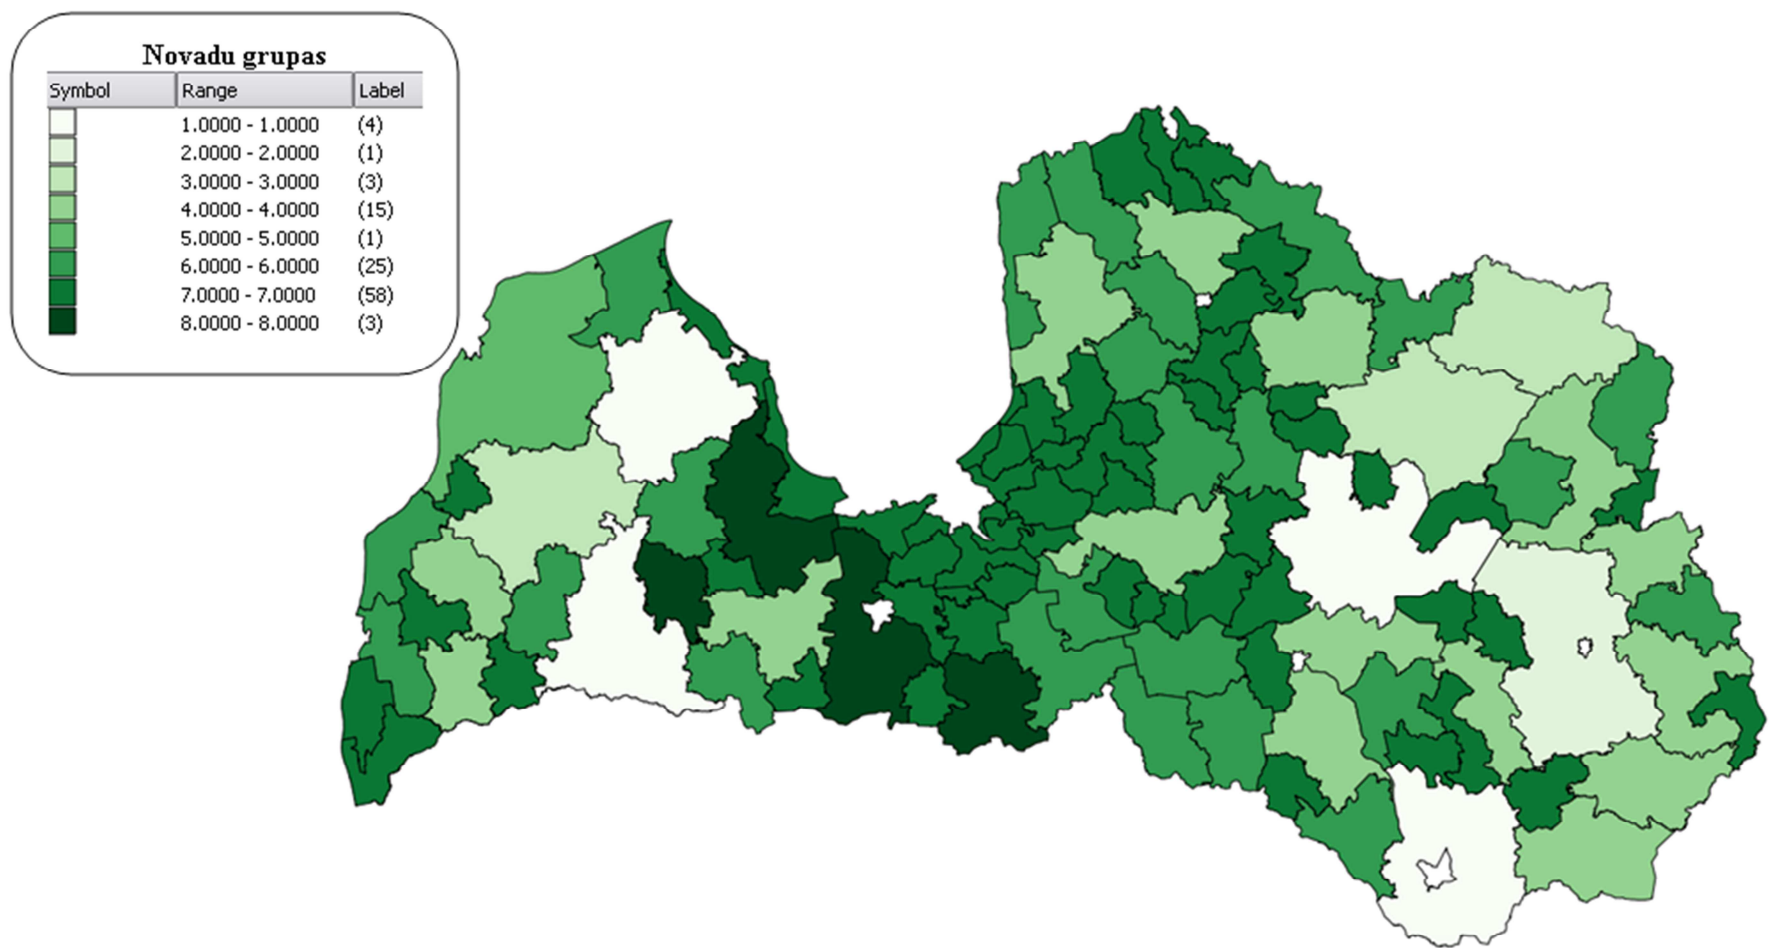 Novadu grupas
Symbol Range Label
1.0000 - 1.0000 (4)
2.0000 - 2.0000 (1)
3.0000 - 3.0000 (3)
4.0000 - 4.0000 (15)
5.0000 - 5.0000 (1)
6.0000 - 6.0000 (25)
7.0000 - 7.0000 (58)
8.0000 - 8.0000 (3)